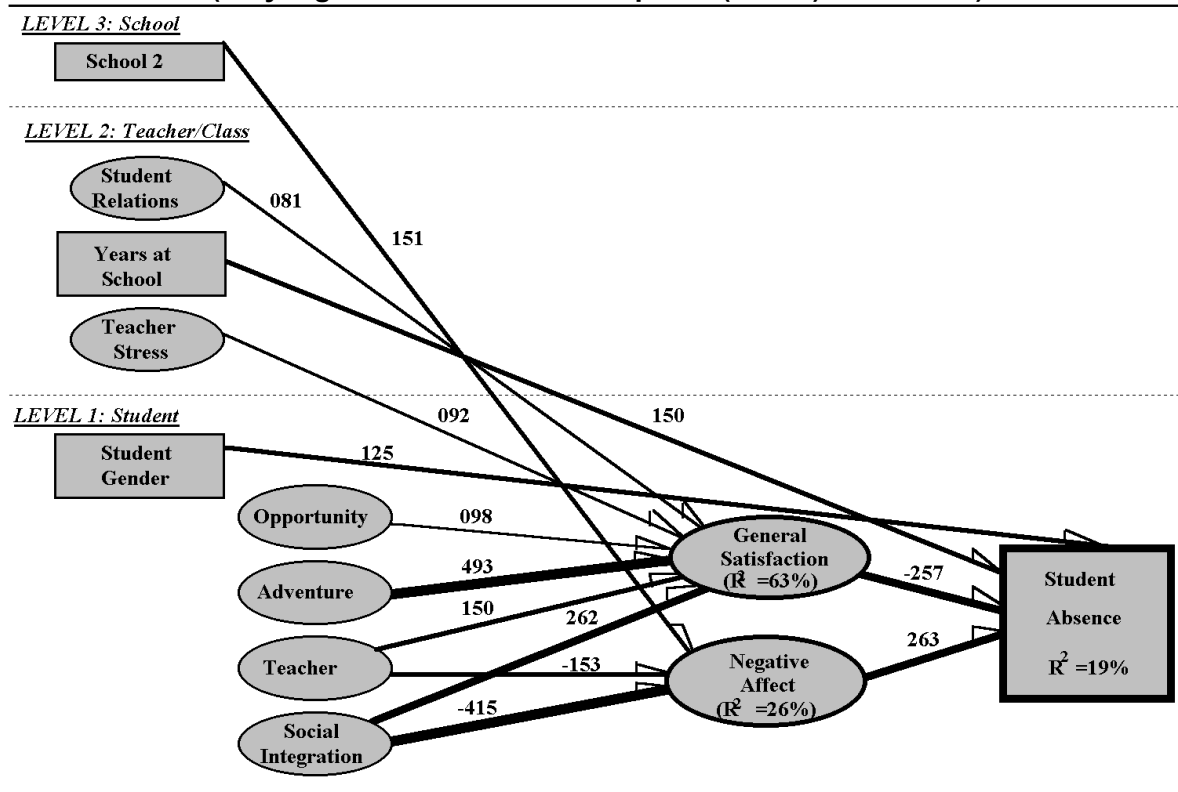 LEVEL 3: School
School 2
LEVEL 2: Teacher/Class
Student
Relations
081
151
Years at
School
Teacher
Stress
LEVEL 1: Student
092
150
Student
Gender
125
Opportunity
098
General
Satisfaction
(R² =63%)
Adventure
493
-257
Student
Absence
R² =19%
150
262
263
Teacher
-153
Negative
Affect
(R² =26%)
-415
Social
Integration